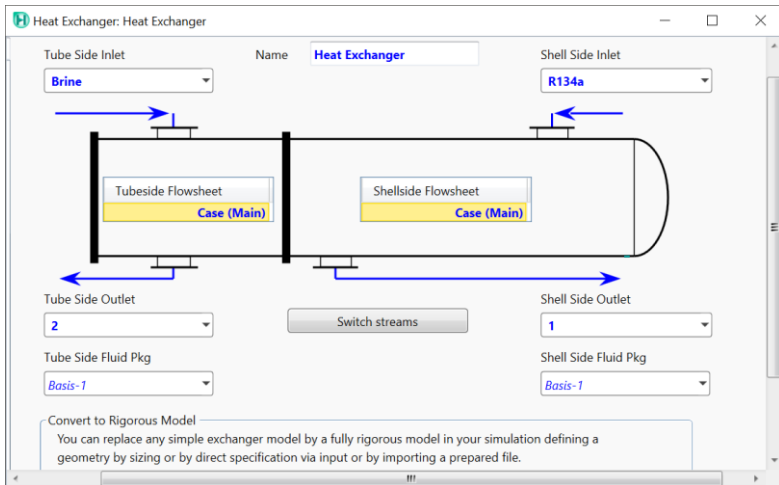 Heat Exchanger: Heat Exchanger
Tube Side Inlet
Name
Heat Exchanger
Shell Side Inlet
Brine
R134a
Tubeside Flowsheet
Case (Main)
Shellside Flowsheet
Case (Main)
Tube Side Outlet
Switch streams
Shell Side Outlet
2
1
Tube Side Fluid Pkg
Shell Side Fluid Pkg
Basis-1
Basis-1
Convert to Rigorous Model
You can replace any simple exchanger model by a fully rigorous model in your simulation defining a
geometry by sizing or by direct specification via input or by importing a prepared file.